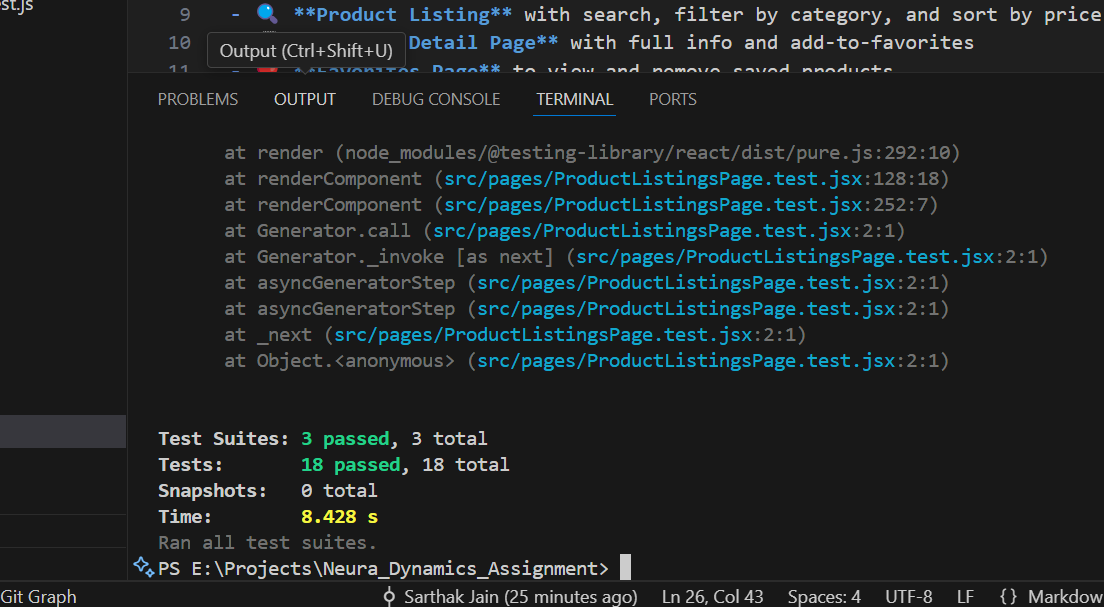 st.js
9 - 🔍 **Product Listing** with search, filter by category, and sort by price
10 Detail Page** with full info and add-to-favorites
Output (Ctrl+Shift+U)
11 - **Favorites Page** to view and remove saved products
PROBLEMS OUTPUT DEBUG CONSOLE TERMINAL PORTS
at render (node_modules/@testing-library/react/dist/pure.js:292:10)
at renderComponent (src/pages/ProductListingsPage.test.jsx:128:18)
at renderComponent (src/pages/ProductListingsPage.test.jsx:252:7)
at Generator.call (src/pages/ProductListingsPage.test.jsx:2:1)
at Generator._invoke [as next] (src/pages/ProductListingsPage.test.jsx:2:1)
at asyncGeneratorStep (src/pages/ProductListingsPage.test.jsx:2:1)
at asyncGeneratorStep (src/pages/ProductListingsPage.test.jsx:2:1)
at _next (src/pages/ProductListingsPage.test.jsx:2:1)
at Object.<anonymous> (src/pages/ProductListingsPage.test.jsx:2:1)
Test Suites: 3 passed, 3 total
Tests: 18 passed, 18 total
Snapshots: 0 total
Time: 8.428 s
Ran all test suites.
PS E:\Projects\Neura_Dynamics_Assignment>
Git Graph Sarthak Jain (25 minutes ago) Ln 26, Col 43 Spaces: 4 UTF-8 LF {} Markdow